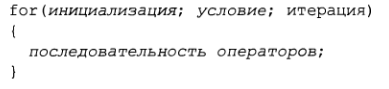 for(инициализация; условие; итерация)
{
последовательность операторов;
}